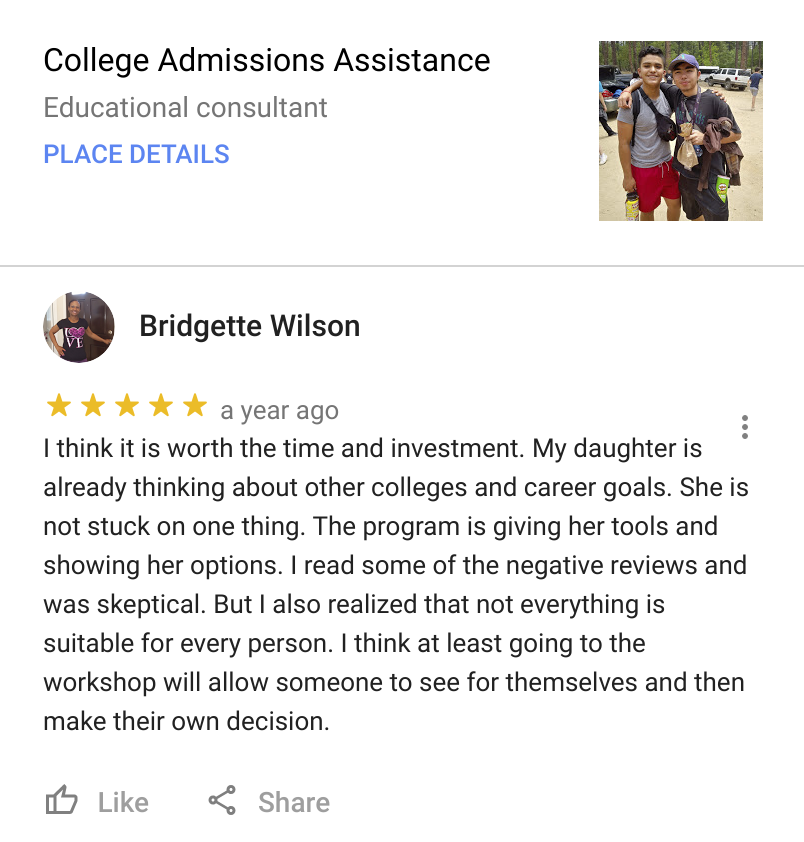 College Admissions Assistance
Educational consultant
PLACE DETAILS
Bridgette Wilson
LOVE
a year ago
I think it is worth the time and investment. My daughter is
already thinking about other colleges and career goals. She is
not stuck on one thing. The program is giving her tools and
showing her options. I read some of the negative reviews and
was skeptical. But I also realized that not everything is
suitable for every person. I think at least going to the
workshop will allow someone to see for themselves and then
make their own decision.
Like
Share